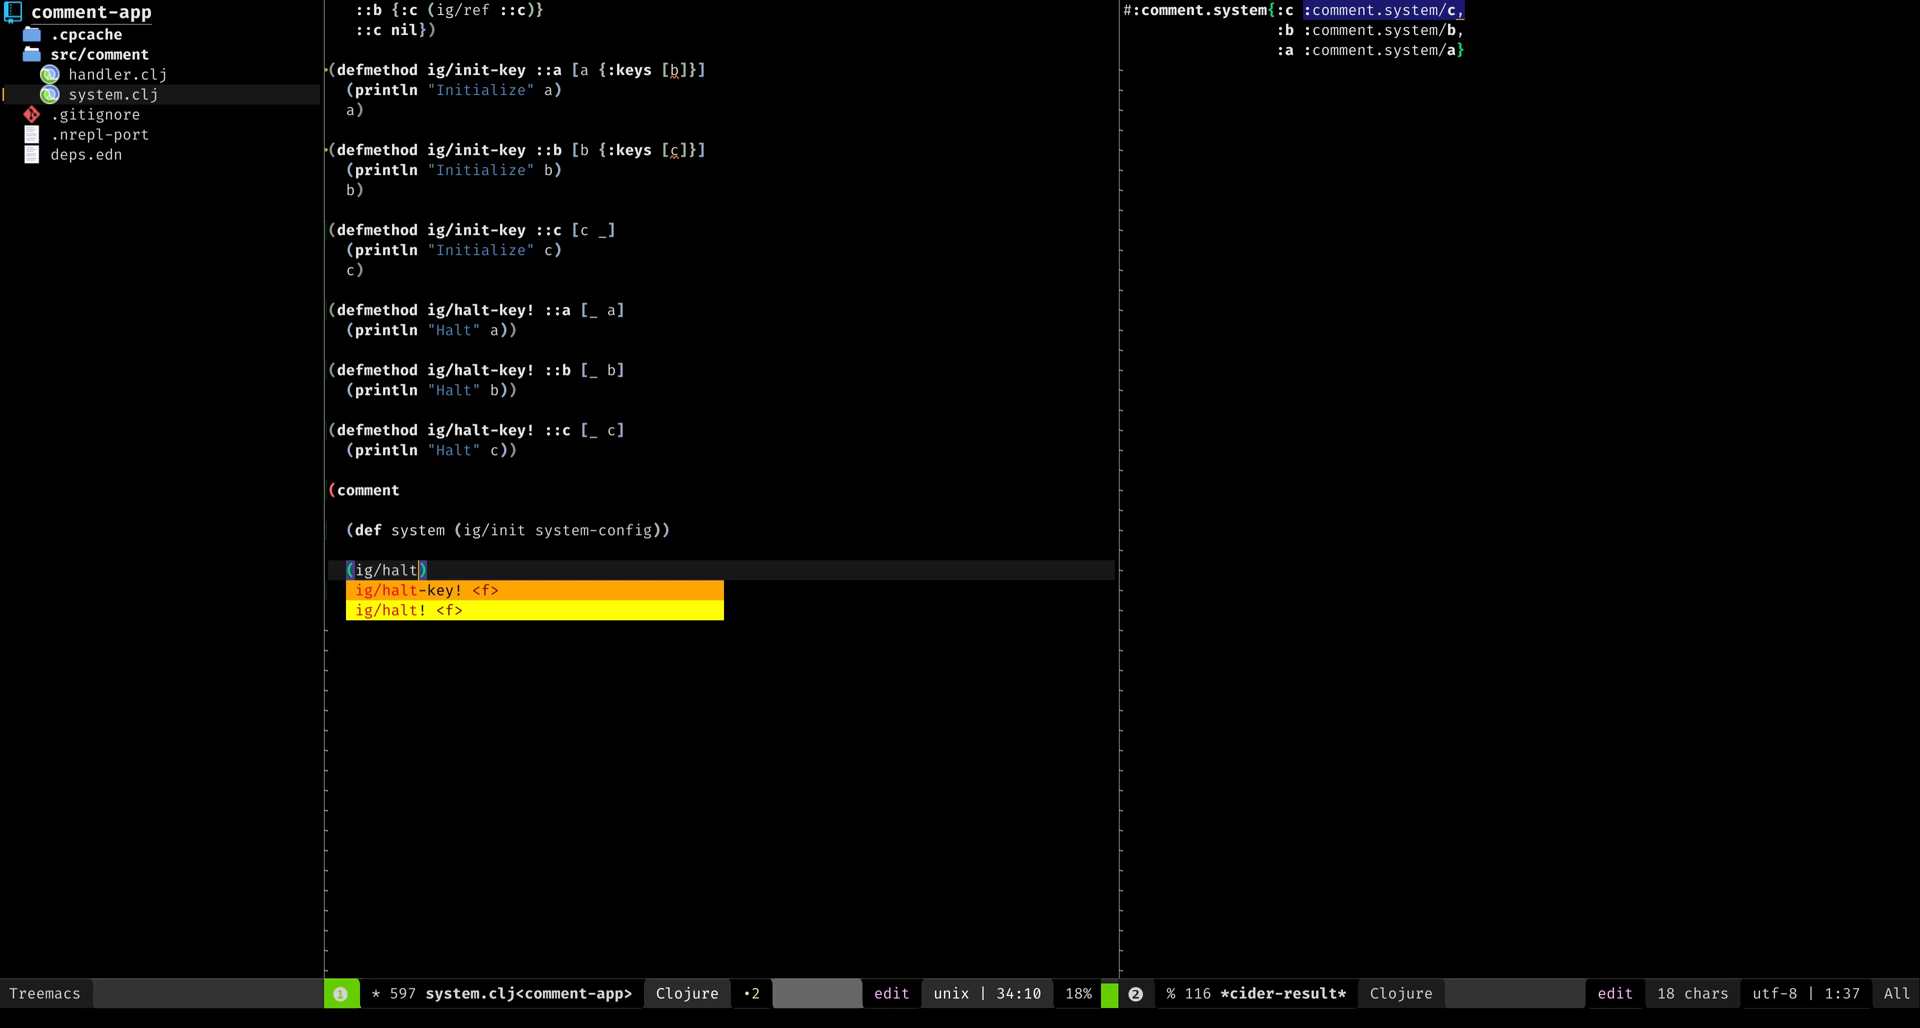 comment-app
.cpcache
src/comment
handler.clj
system.clj
.gitignore
.nrepl-port
deps.edn
::b {:c (ig/ref ::c)}
::c nil})
(defmethod ig/init-key ::a [a {:keys [b]}]
(println "Initialize" a)
a)
(defmethod ig/init-key ::b [b {:keys [c]}]
(println "Initialize" b)
b)
(defmethod ig/init-key ::c [c _]
(println "Initialize" c)
c)
(defmethod ig/halt-key! ::a [_ a]
(println "Halt" a))
(defmethod ig/halt-key! ::b [_ b]
(println "Halt" b))
(defmethod ig/halt-key! ::c [_ c]
(println "Halt" c))
(comment
(def system (ig/init system-config))
(ig/halt)
ig/halt-key! <f>
ig/halt! <f>
#:comment.system{:c :comment.system/c,
:b :comment.system/b,
:a :comment.system/a}
Treemacs
1 * 597 system.clj<comment-app> Clojure •2 edit unix | 34:10 18%
2 % 116 *cider-result* Clojure edit 18 chars utf-8 | 1:37 All